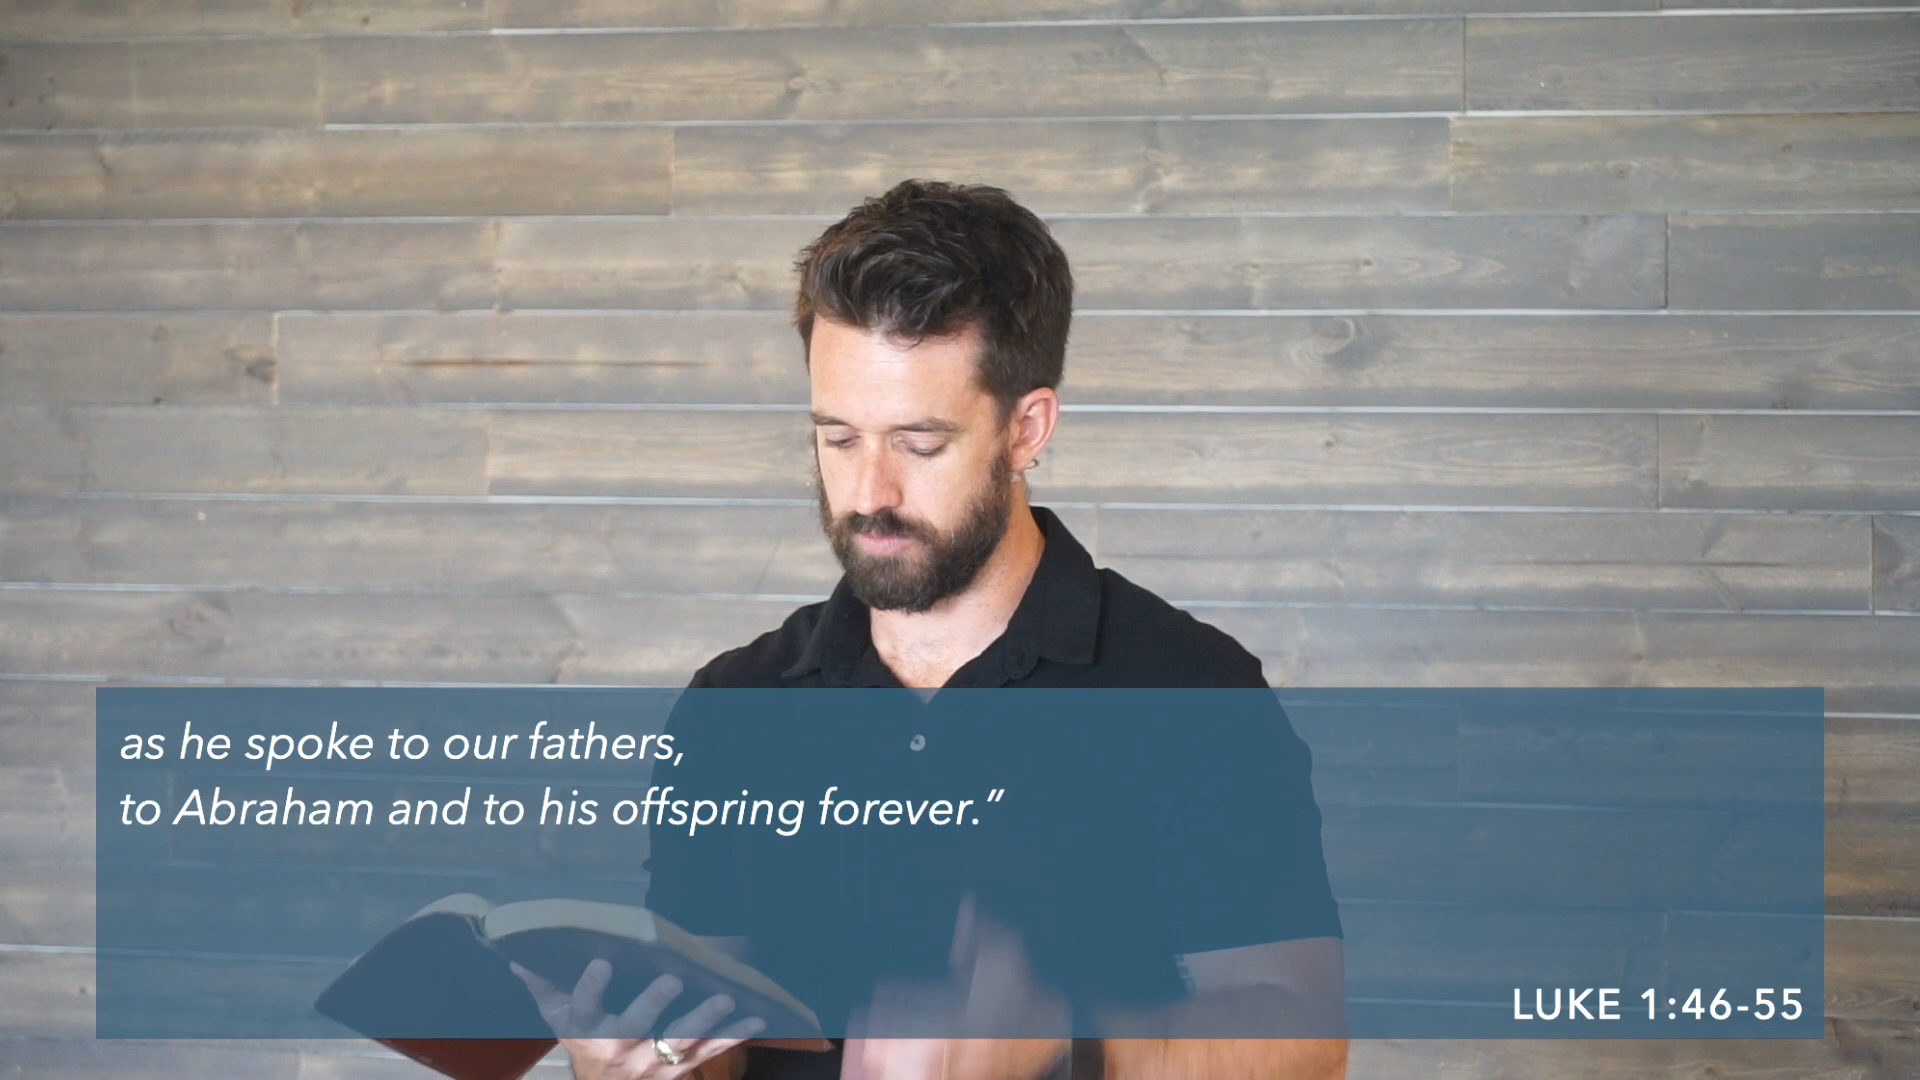 as he spoke to our fathers,
to Abraham and to his offspring forever.”
LUKE 1:46-55